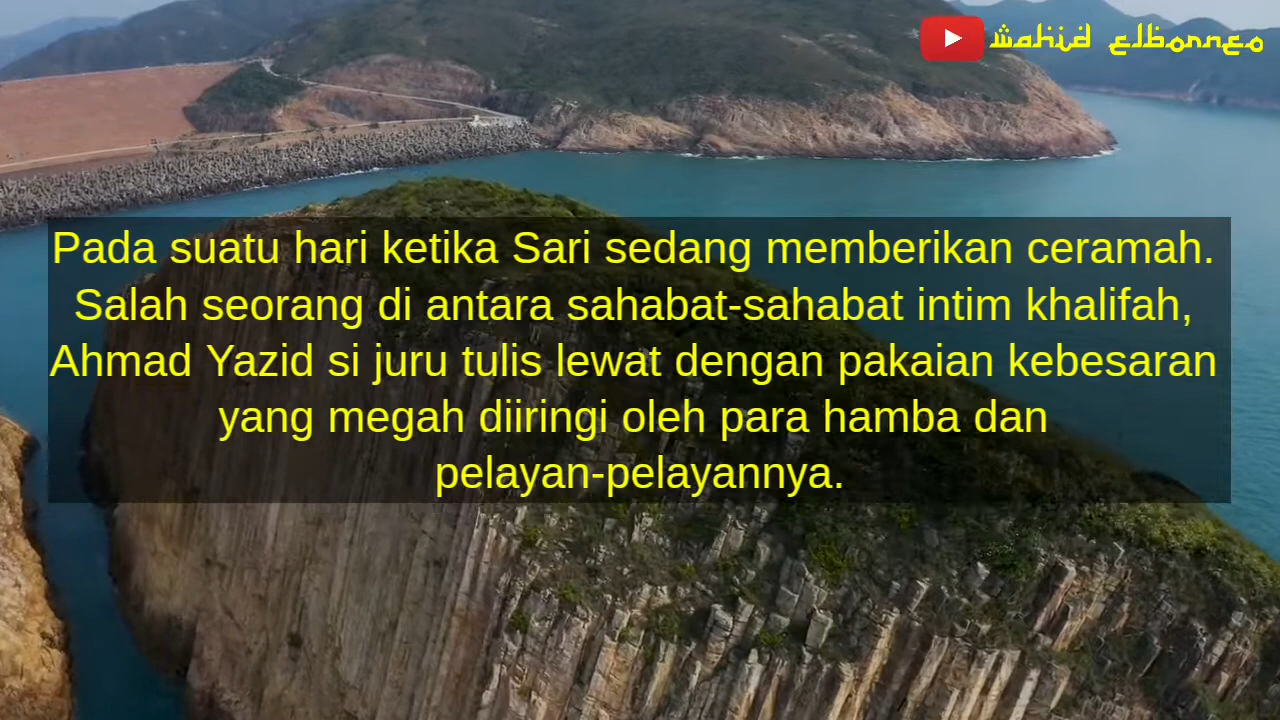 Wahid Elborneo
Pada suatu hari ketika Sari sedang memberikan ceramah.
Salah seorang di antara sahabat-sahabat intim khalifah,
Ahmad Yazid si juru tulis lewat dengan pakaian kebesaran
yang megah diiringi oleh para hamba dan
pelayan-pelayannya.